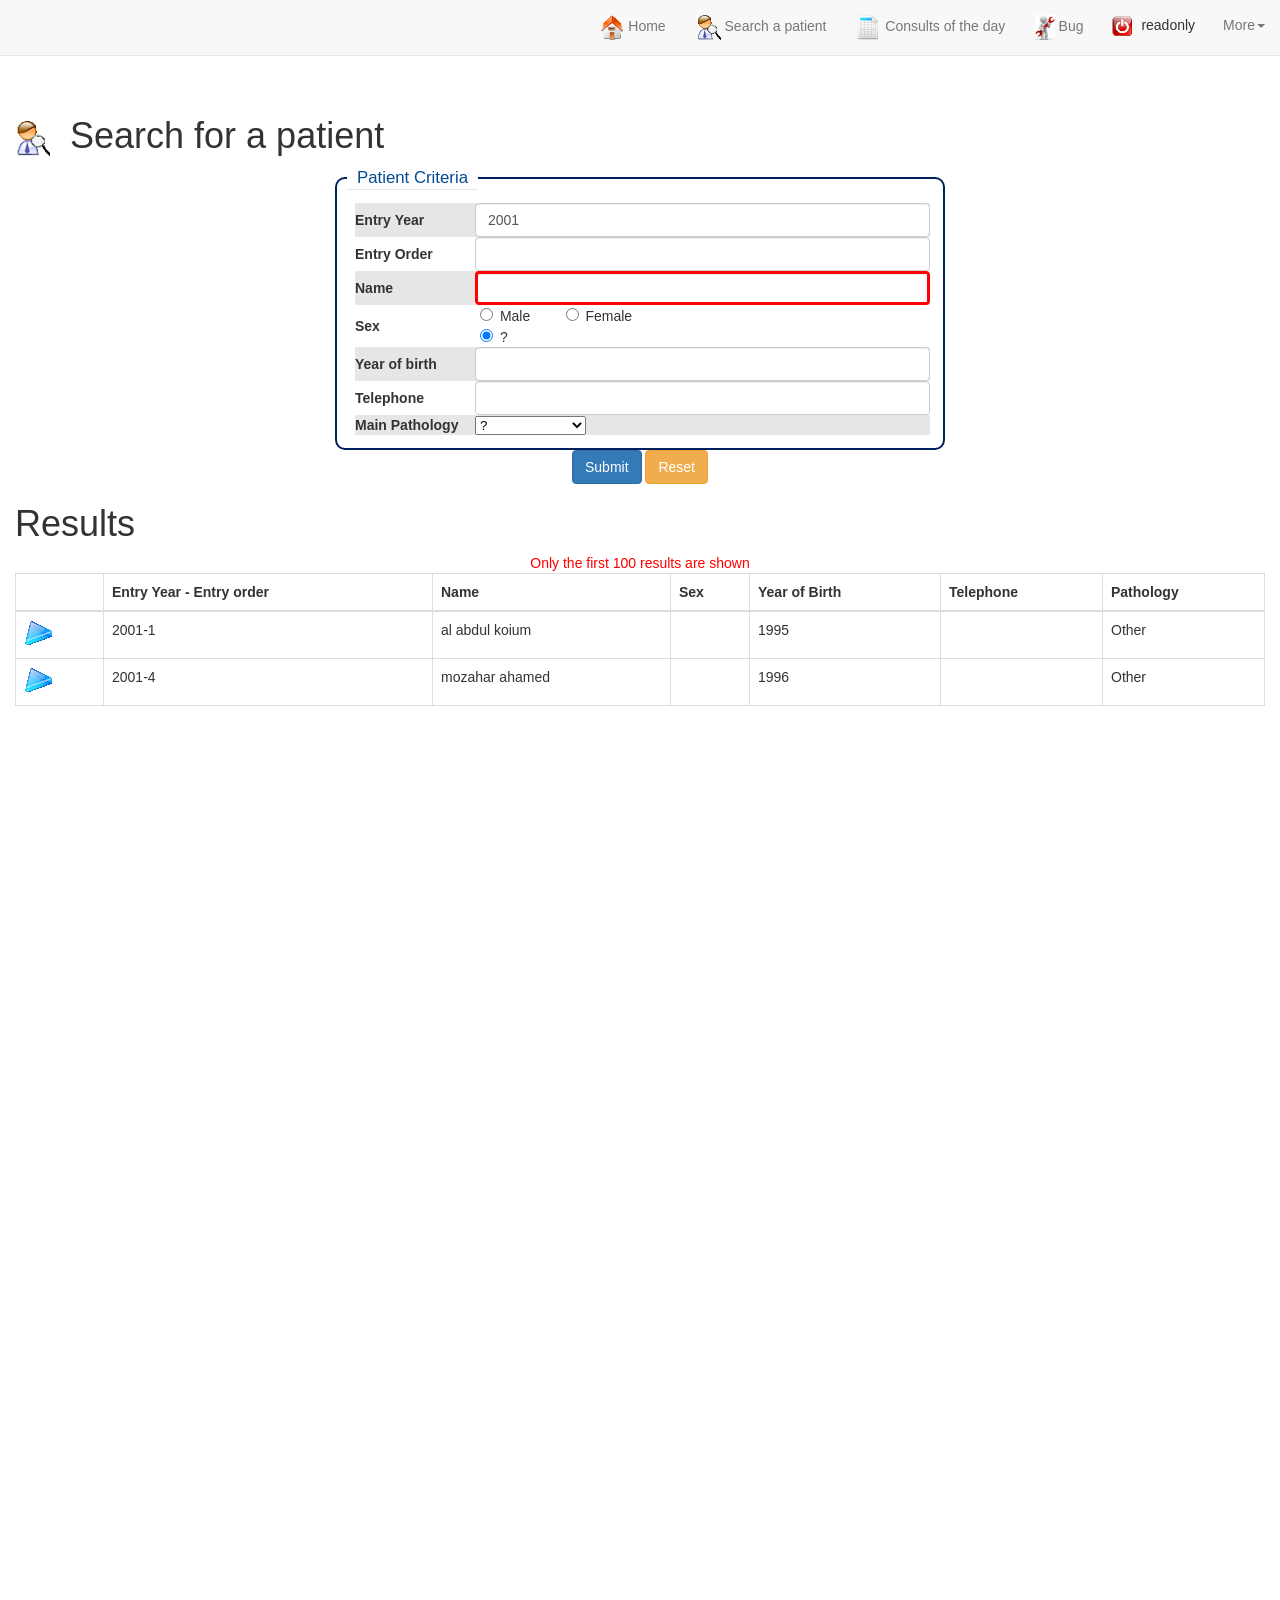 Home Search a patient Consults of the day Bug readonly More
Search for a patient
Patient Criteria
Entry Year 2001
Entry Order
Name
Sex Male Female
?
Year of birth
Telephone
Main Pathology ?
Submit Reset
Results
Only the first 100 results are shown
Entry Year - Entry order Name Sex Year of Birth Telephone Pathology
2001-1 al abdul koium 1995 Other
2001-4 mozahar ahamed 1996 Other